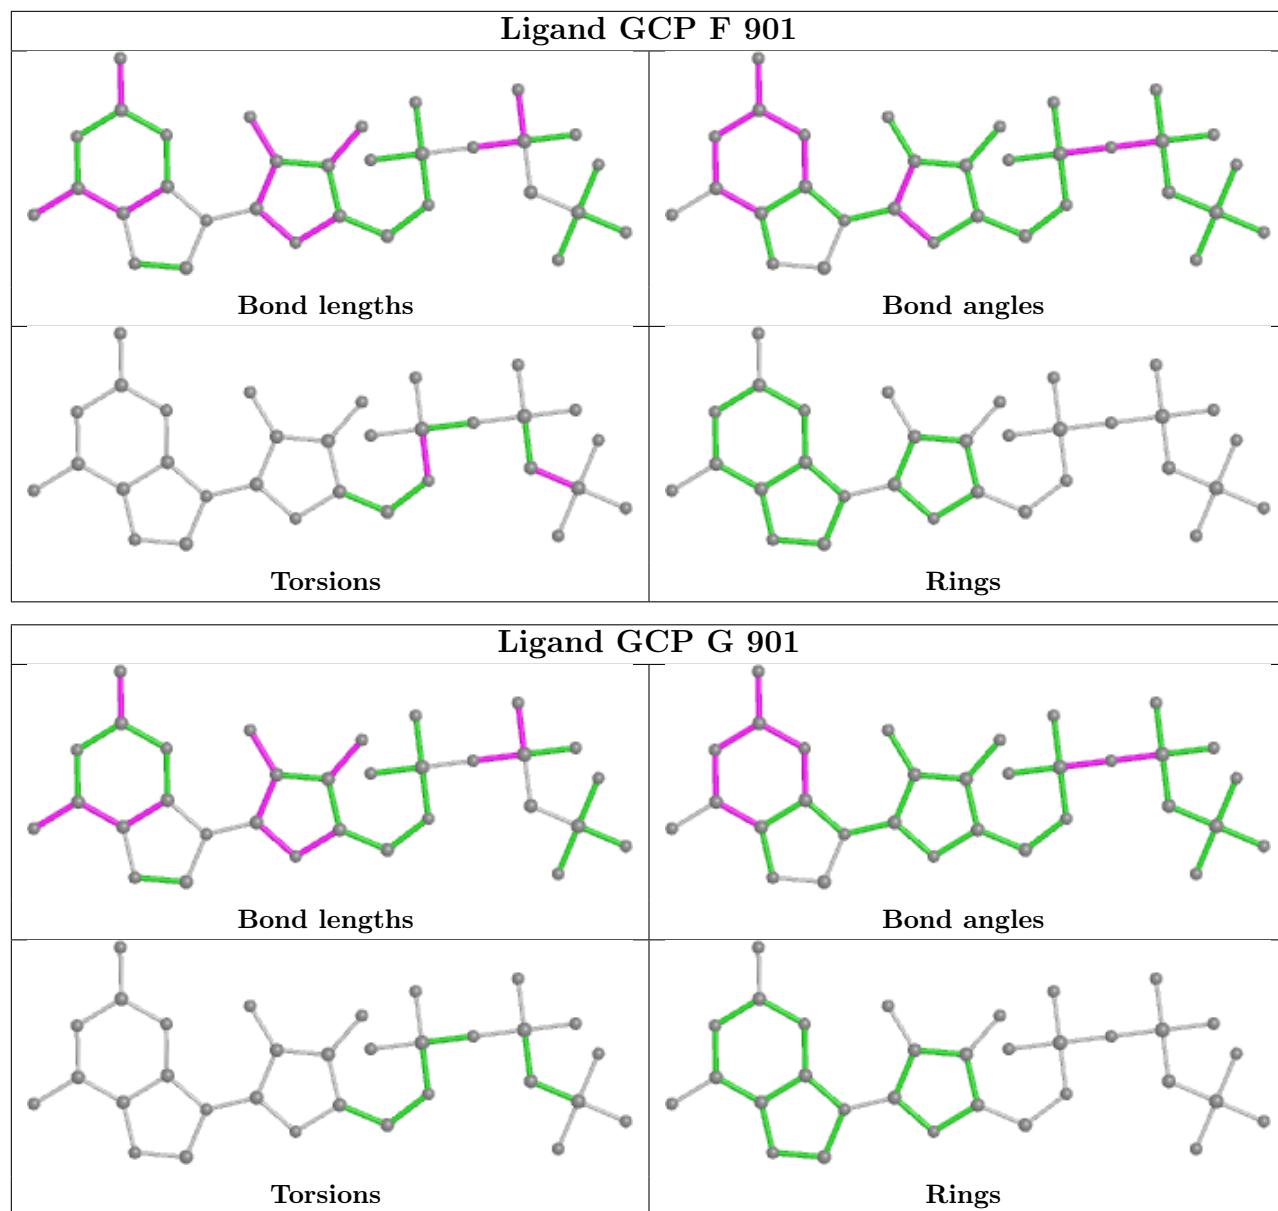 Ligand GCP F 901
Bond lengths
Bond angles
Torsions
Rings
Ligand GCP G 901
Bond lengths
Bond angles
Torsions
Rings